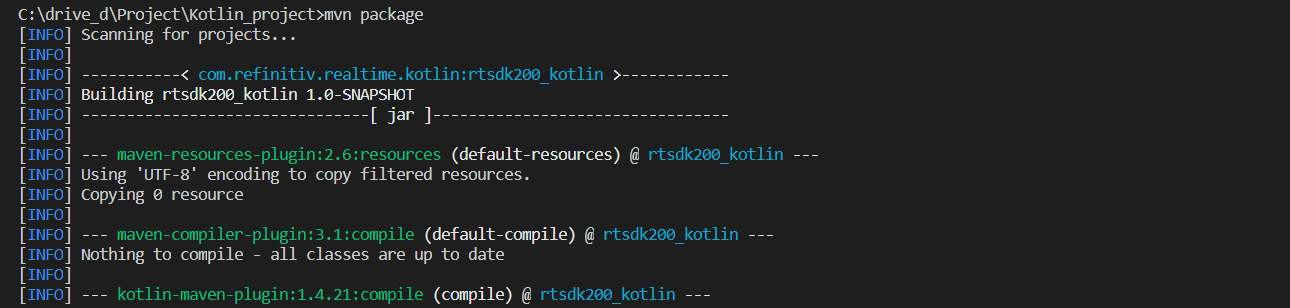 C:\drive_d\Project\Kotlin_project>mvn package
[INFO] Scanning for projects...
[INFO]
[INFO] -----------< com.refinitiv.realtime.kotlin:rtsdk200_kotlin >------------
[INFO] Building rtsdk200_kotlin 1.0-SNAPSHOT
[INFO] --------------------------------[ jar ]---------------------------------
[INFO]
[INFO] --- maven-resources-plugin:2.6:resources (default-resources) @ rtsdk200_kotlin ---
[INFO] Using 'UTF-8' encoding to copy filtered resources.
[INFO] Copying 0 resource
[INFO]
[INFO] --- maven-compiler-plugin:3.1:compile (default-compile) @ rtsdk200_kotlin ---
[INFO] Nothing to compile - all classes are up to date
[INFO]
[INFO] --- kotlin-maven-plugin:1.4.21:compile (compile) @ rtsdk200_kotlin ---